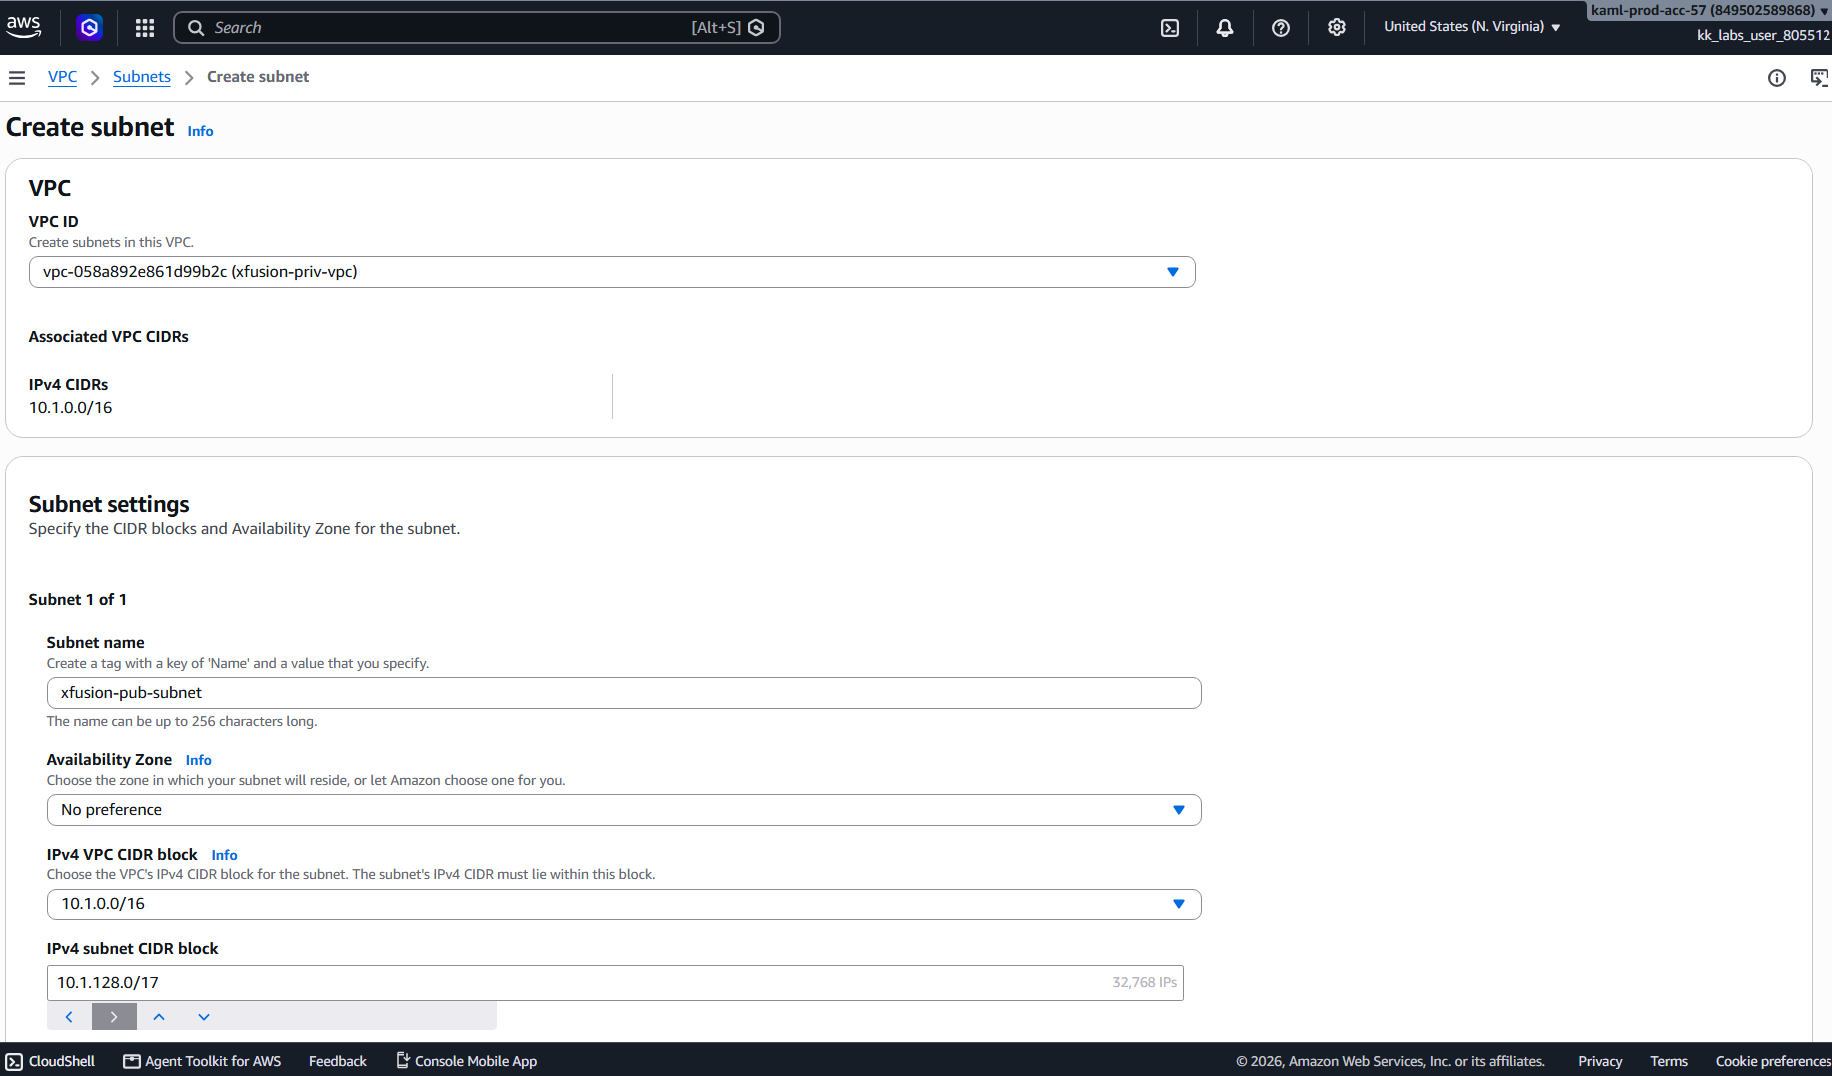 aws
Search [Alt+S]
United States (N. Virginia)
kaml-prod-acc-57 (849502589868)
kk_labs_user_805512
VPC
Subnets
Create subnet
Create subnet Info
VPC
VPC ID
Create subnets in this VPC.
vpc-058a892e861d99b2c (xfusion-priv-vpc)
Associated VPC CIDRs
IPv4 CIDRs
10.1.0.0/16
Subnet settings
Specify the CIDR blocks and Availability Zone for the subnet.
Subnet 1 of 1
Subnet name
Create a tag with a key of 'Name' and a value that you specify.
xfusion-pub-subnet
The name can be up to 256 characters long.
Availability Zone Info
Choose the zone in which your subnet will reside, or let Amazon choose one for you.
No preference
IPv4 VPC CIDR block Info
Choose the VPC's IPv4 CIDR block for the subnet. The subnet's IPv4 CIDR must lie within this block.
10.1.0.0/16
IPv4 subnet CIDR block
10.1.128.0/17 32,768 IPs
CloudShell Agent Toolkit for AWS Feedback Console Mobile App © 2026, Amazon Web Services, Inc. or its affiliates. Privacy Terms Cookie preferences